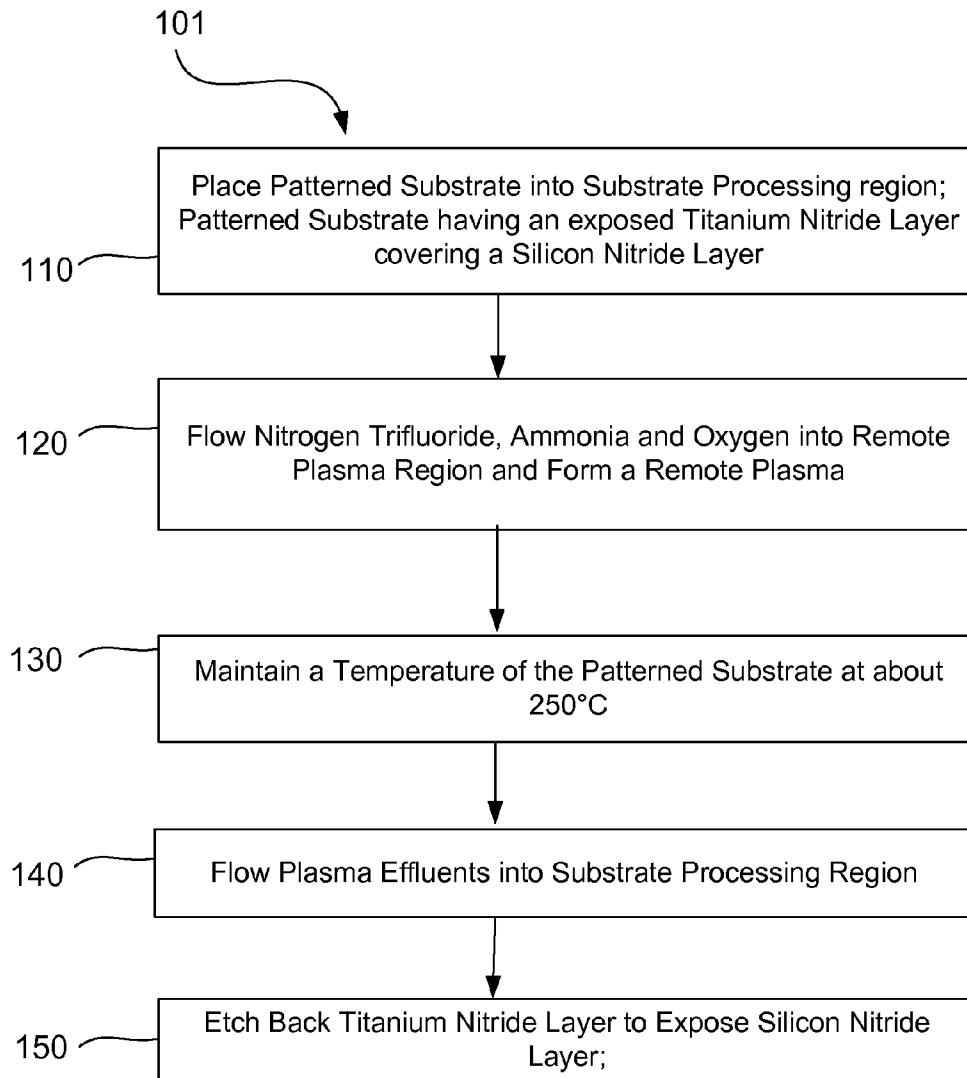 101
Place Patterned Substrate into Substrate Processing region;
Patterned Substrate having an exposed Titanium Nitride Layer
covering a Silicon Nitride Layer
110
Flow Nitrogen Trifluoride, Ammonia and Oxygen into Remote
Plasma Region and Form a Remote Plasma
120
Maintain a Temperature of the Patterned Substrate at about
250°C
130
Flow Plasma Effluents into Substrate Processing Region
140
Etch Back Titanium Nitride Layer to Expose Silicon Nitride
Layer;
150